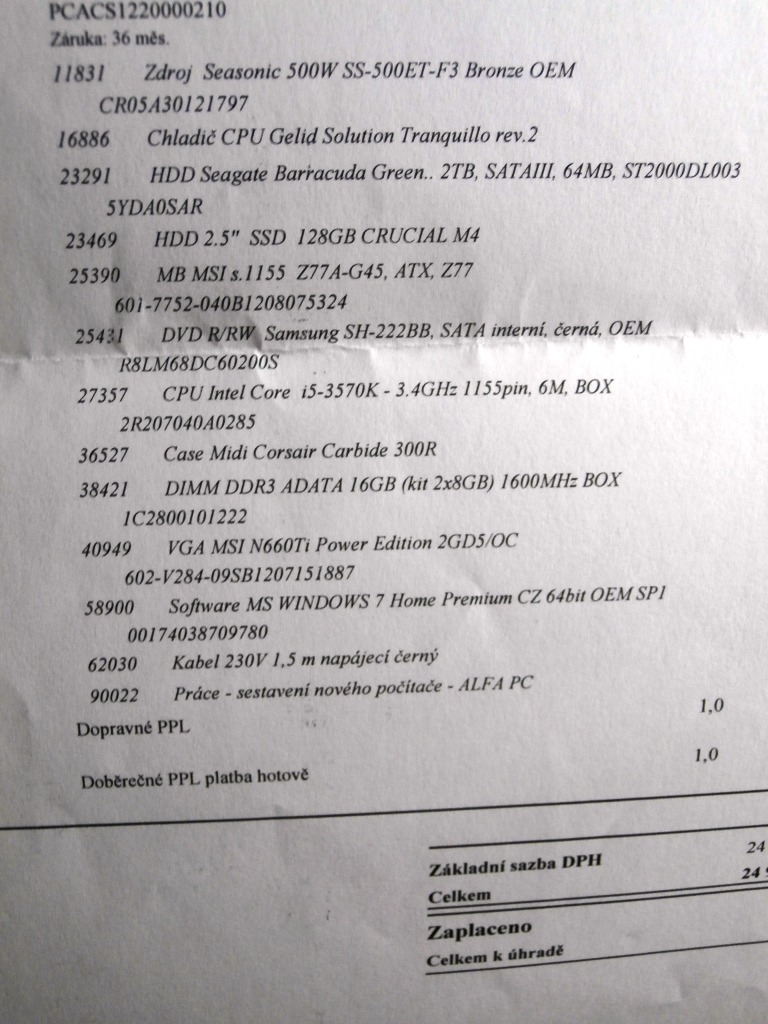 PCACS1220000210
Záruka: 36 měs.
11831 Zdroj Seasonic 500W SS-500ET-F3 Bronze OEM
CR05A30121797
16886 Chladič CPU Gelid Solution Tranquillo rev.2
23291 HDD Seagate Barracuda Green.. 2TB, SATAIII, 64MB, ST2000DL003
5YDA0SAR
23469 HDD 2.5" SSD 128GB CRUCIAL M4
25390 MB MSI s.1155 Z77A-G45, ATX, Z77
601-7752-040B1208075324
25431 DVD R/RW Samsung SH-222BB, SATA interní, černá, OEM
R8LM68DC60200S
27357 CPU Intel Core i5-3570K - 3.4GHz 1155pin, 6M, BOX
2R207040A0285
36527 Case Midi Corsair Carbide 300R
38421 DIMM DDR3 ADATA 16GB (kit 2x8GB) 1600MHz BOX
1C2800101222
40949 VGA MSI N660Ti Power Edition 2GD5/OC
602-V284-09SB1207151887
58900 Software MS WINDOWS 7 Home Premium CZ 64bit OEM SP1
00174038709780
62030 Kabel 230V 1,5 m napájecí černý
90022 Práce - sestavení nového počítače - ALFA PC
Dopravné PPL 1,0
Doběrečné PPL platba hotově 1,0
Základní sazba DPH 24
Celkem 24 9
Zaplaceno
Celkem k úhradě